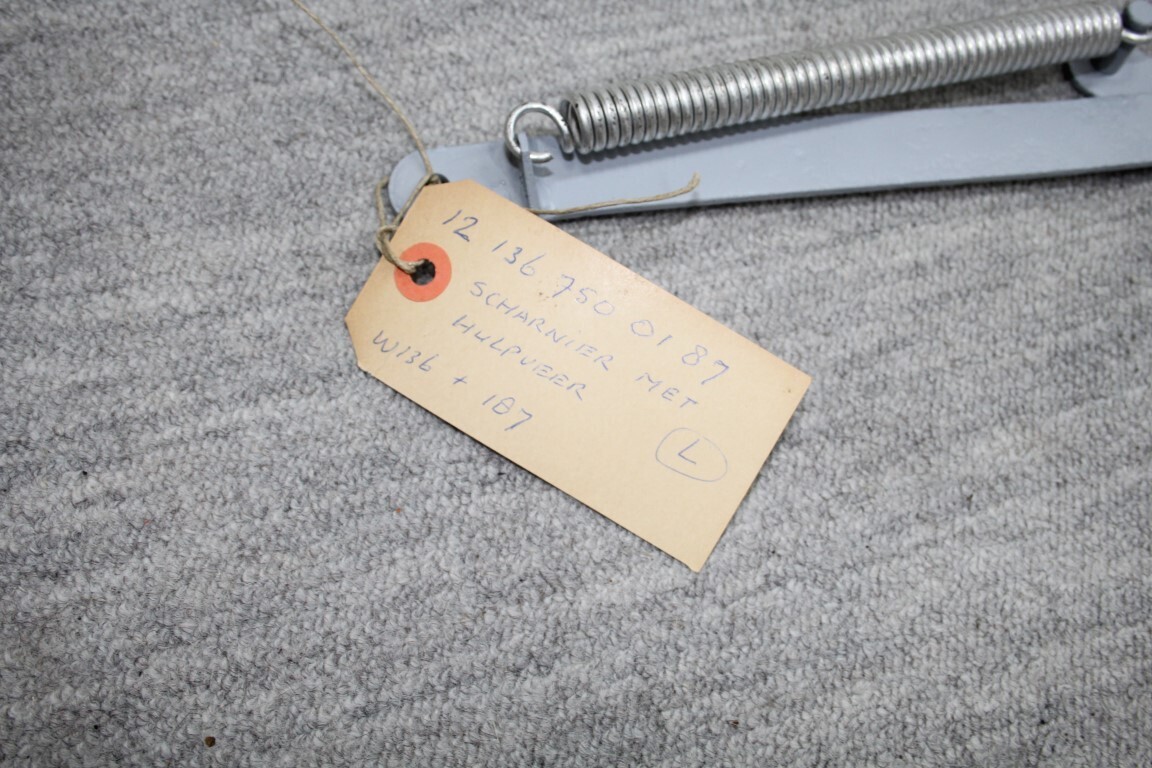 12 136 750 01 87
SCHARNIER MET
HULPVEER
W136 + 187
L